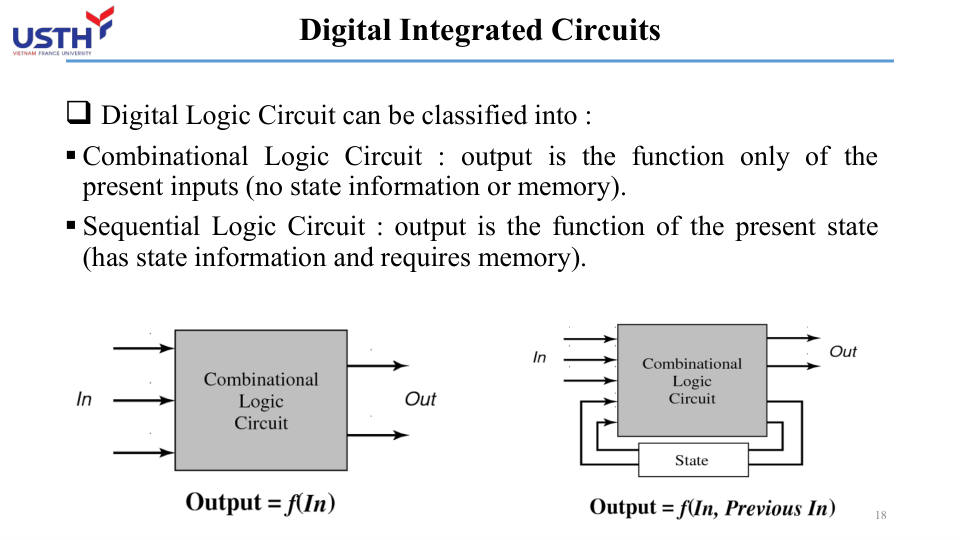 USTH
VIETNAM FRANCE UNIVERSITY
Digital Integrated Circuits
❑ Digital Logic Circuit can be classified into :
▪ Combinational Logic Circuit : output is the function only of the
present inputs (no state information or memory).
▪ Sequential Logic Circuit : output is the function of the present state
(has state information and requires memory).
In
Combinational
Logic
Circuit
Out
Output = f(In)
In
Combinational
Logic
Circuit
Out
State
Output = f(In, Previous In)
18